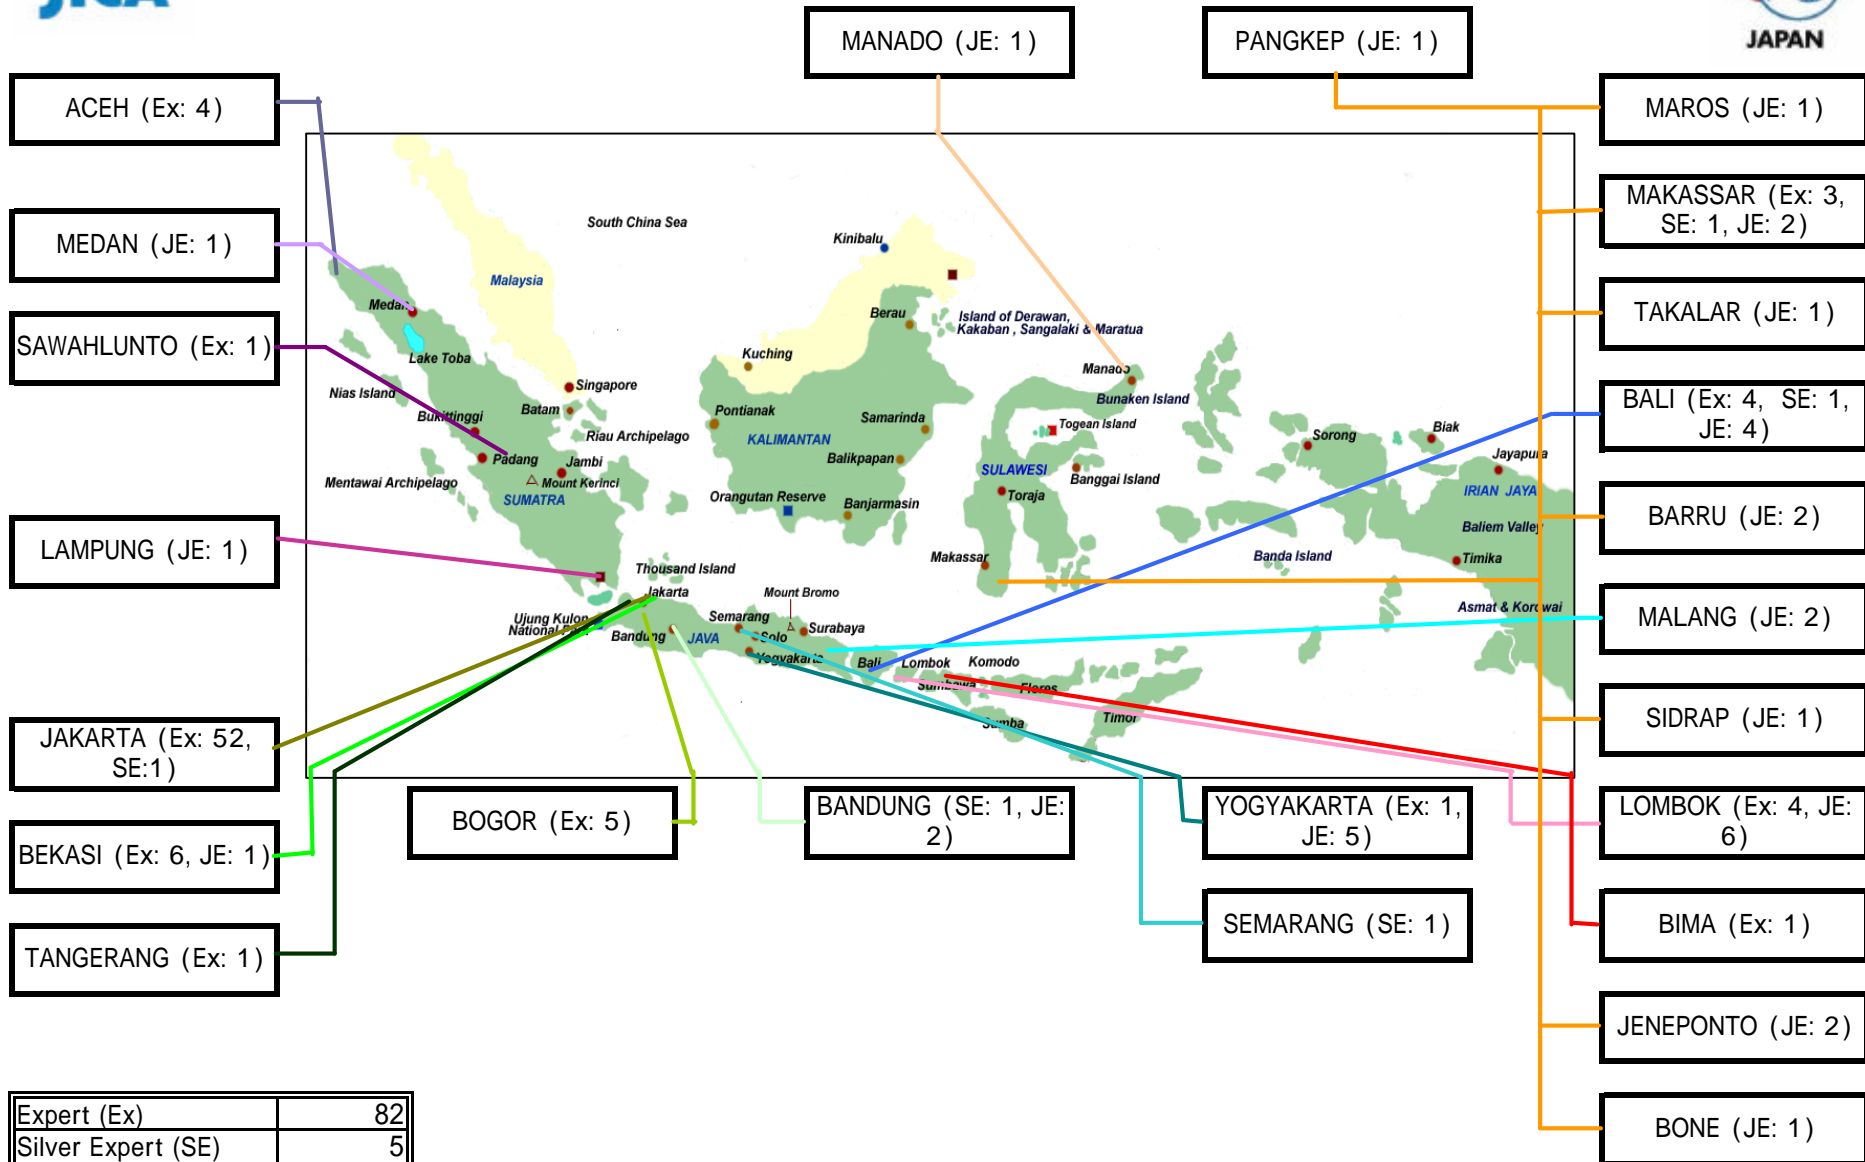 JICA
JAPAN
MANADO (JE: 1)
PANGKEP (JE: 1)
ACEH (Ex: 4)
MAROS (JE: 1)
MEDAN (JE: 1)
MAKASSAR (Ex: 3,
SE: 1, JE: 2)
SAWAHLUNTO (Ex: 1)
TAKALAR (JE: 1)
BALI (Ex: 4, SE: 1,
JE: 4)
LAMPUNG (JE: 1)
BARRU (JE: 2)
MALANG (JE: 2)
JAKARTA (Ex: 52,
SE:1)
SIDRAP (JE: 1)
BEKASI (Ex: 6, JE: 1)
BOGOR (Ex: 5)
BANDUNG (SE: 1, JE:
2)
YOGYAKARTA (Ex: 1,
JE: 5)
LOMBOK (Ex: 4, JE:
6)
TANGERANG (Ex: 1)
SEMARANG (SE: 1)
BIMA (Ex: 1)
JENEPONTO (JE: 2)
BONE (JE: 1)
South China Sea
Kinibalu
Malaysia
Medan
Berau
Island of Derawan,
Kakaban , Sangalaki & Maratua
Lake Toba
Kuching
Manado
Nias Island
Singapore
Bunaken Island
Bukittinggi
Batam
Pontianak
Samarinda
Togean Island
Riau Archipelago
KALIMANTAN
Sorong
Biak
Padang
Jambi
Balikpapan
SULAWESI
Banggai Island
Jayapura
Mentawai Archipelago
Mount Kerinci
SUMATRA
Orangutan Reserve
Banjarmasin
Toraja
IRIAN JAYA
Baliem Valley
Makassar
Banda Island
Timika
Thousand Island
Jakarta
Mount Bromo
Asmat & Korowai
Ujung Kulon
National Park
Bandung
JAVA
Semarang
Solo
Surabaya
Yogyakarta
Bali
Lombok
Komodo
Sumbawa
Flores
Sumba
Timor
Expert (Ex) 82
Silver Expert (SE) 5